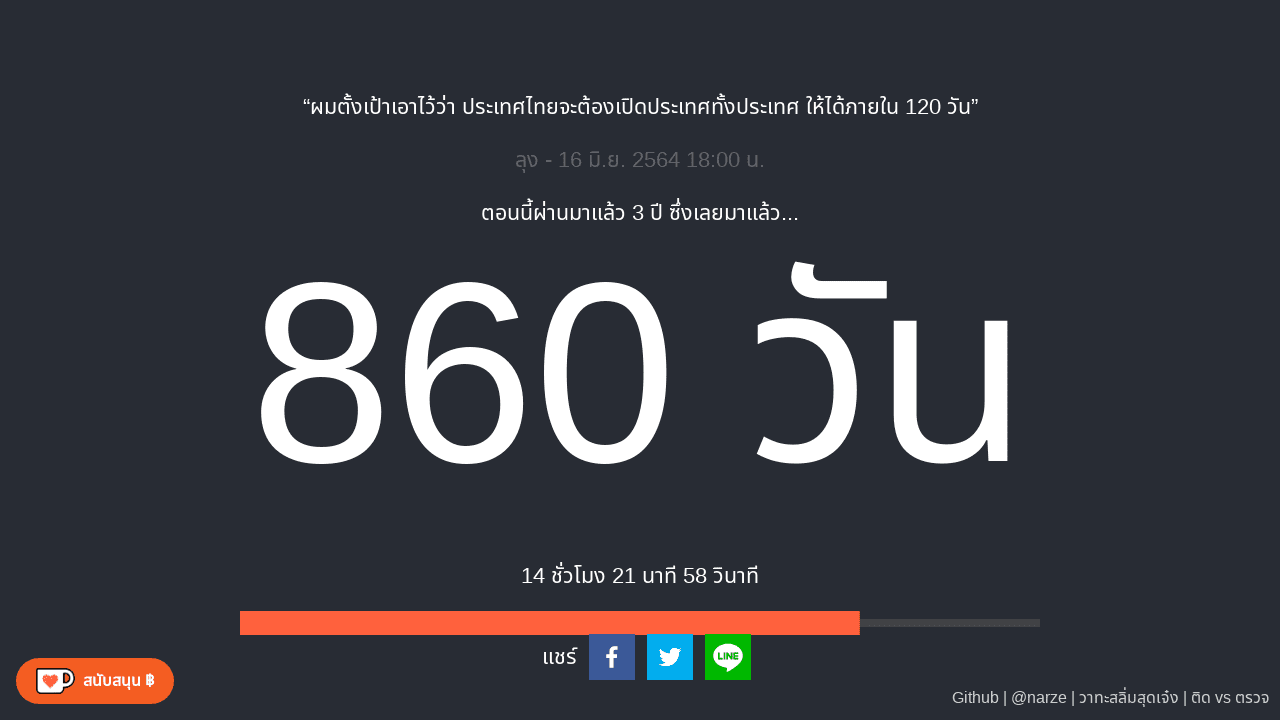 “ผมตั้งเป้าเอาไว้ว่า ประเทศไทยจะต้องเปิดประเทศทั้งประเทศ ให้ได้ภายใน 120 วัน”
ลุง - 16 มิ.ย. 2564 18:00 น.
ตอนนี้ผ่านมาแล้ว 3 ปี ซึ่งเลยมาแล้ว...
860 วัน
14 ชั่วโมง 21 นาที 58 วินาที
แชร์
LINE
สนับสนุน ฿
Github | @narze | วาทะสลิ่มสุดเจ๋ง | ติด vs ตรวจ